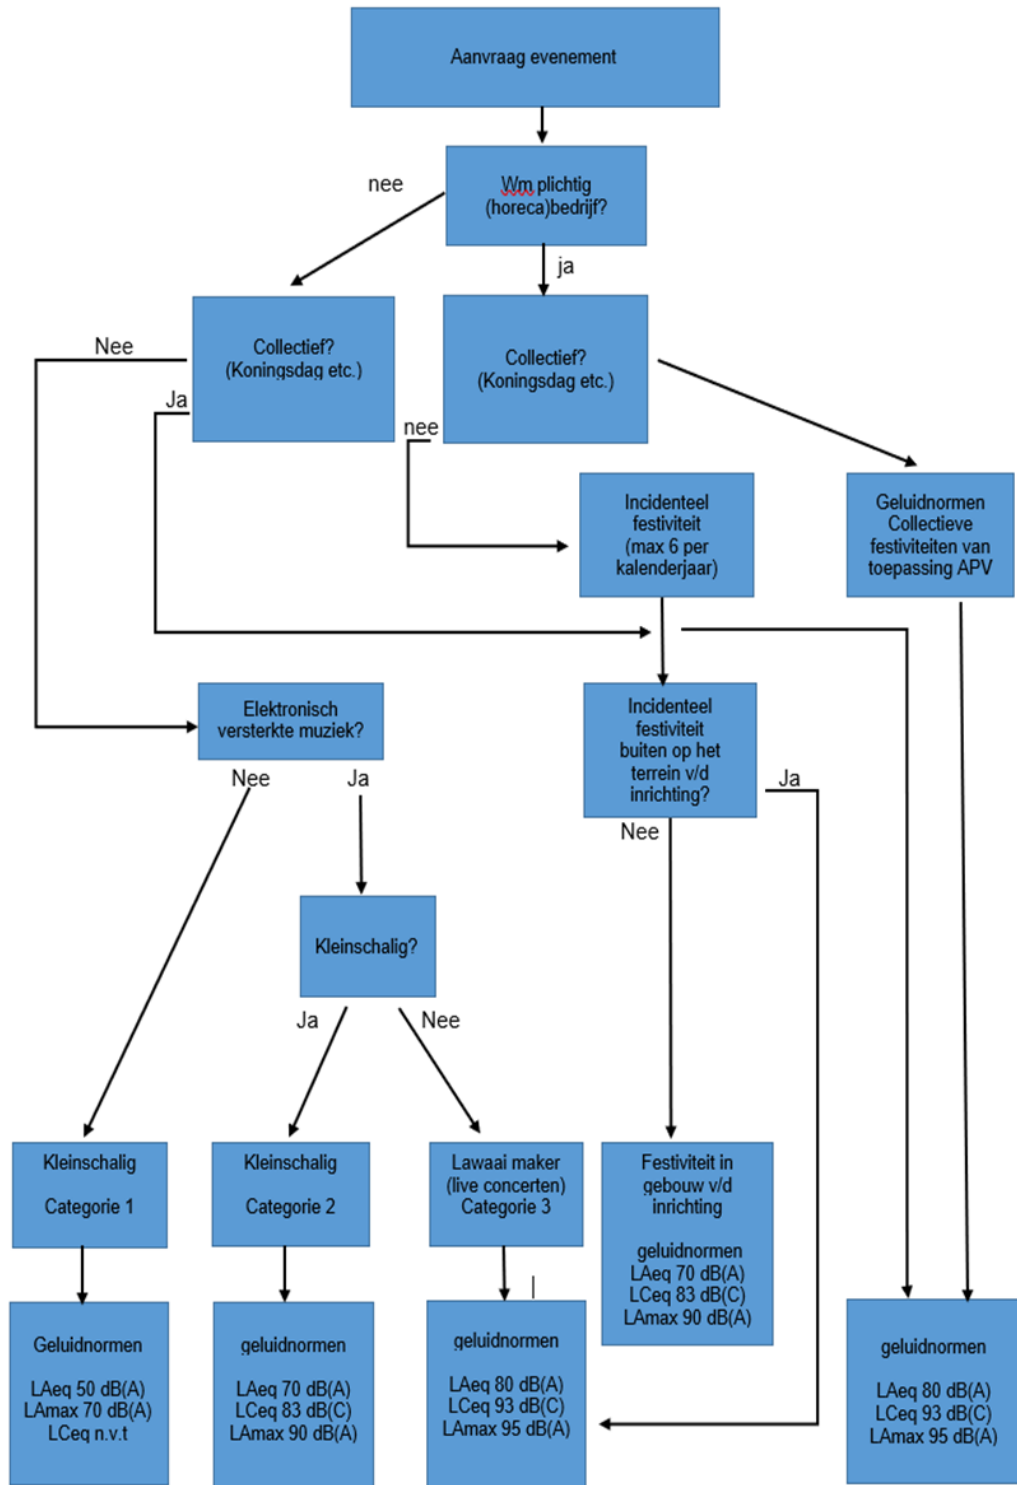 Aanvraag evenement
nee
Wm plichtig
(horeca)bedrijf?
ja
Nee
Collectief?
(Koningsdag etc.)
Ja
Collectief?
(Koningsdag etc.)
nee
Incidenteel
festiviteit
(max 6 per
kalenderjaar)
Geluidnormen
Collectieve
festiviteiten van
toepassing APV
Elektronisch
versterkte muziek?
Nee
Ja
Incidenteel
festiviteit
buiten op het
terrein v/d
inrichting?
Ja
Nee
Kleinschalig?
Ja
Nee
Kleinschalig
Categorie 1
Kleinschalig
Categorie 2
Lawaai maker
(live concerten)
Categorie 3
Festiviteit in
gebouw v/d
inrichting
geluidnormen
LAeq 70 dB(A)
LCeq 83 dB(C)
LAmax 90 dB(A)
Geluidnormen
LAeq 50 dB(A)
LAmax 70 dB(A)
LCeq n.v.t
geluidnormen
LAeq 70 dB(A)
LCeq 83 dB(C)
LAmax 90 dB(A)
geluidnormen
LAeq 80 dB(A)
LCeq 93 dB(C)
LAmax 95 dB(A)
geluidnormen
LAeq 80 dB(A)
LCeq 93 dB(C)
LAmax 95 dB(A)